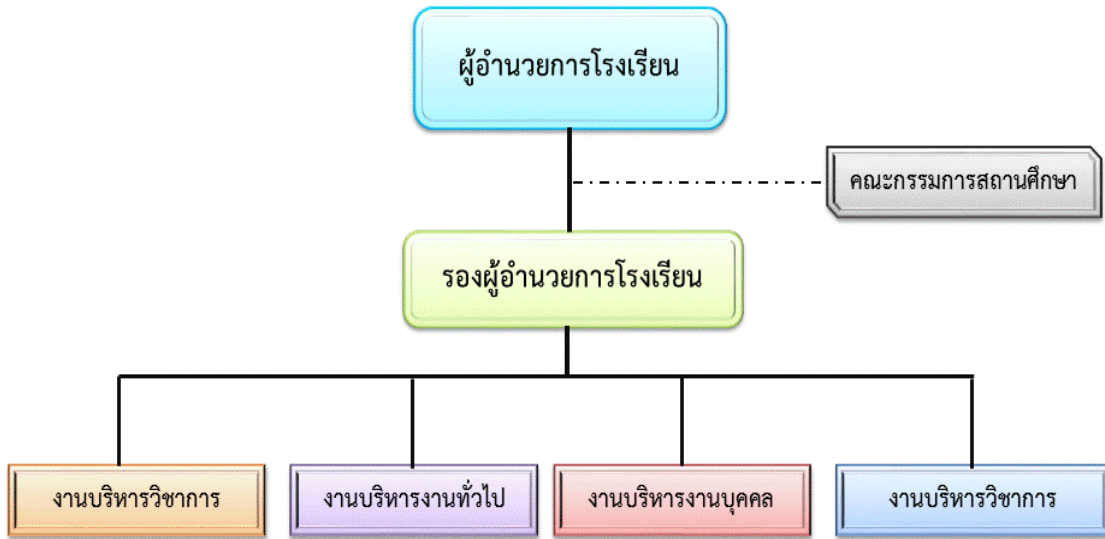 ผู้อำนวยการโรงเรียน
คณะกรรมการสถานศึกษา
รองผู้อำนวยการโรงเรียน
งานบริหารวิชาการ
งานบริหารงานทั่วไป
งานบริหารงานบุคคล
งานบริหารวิชาการ